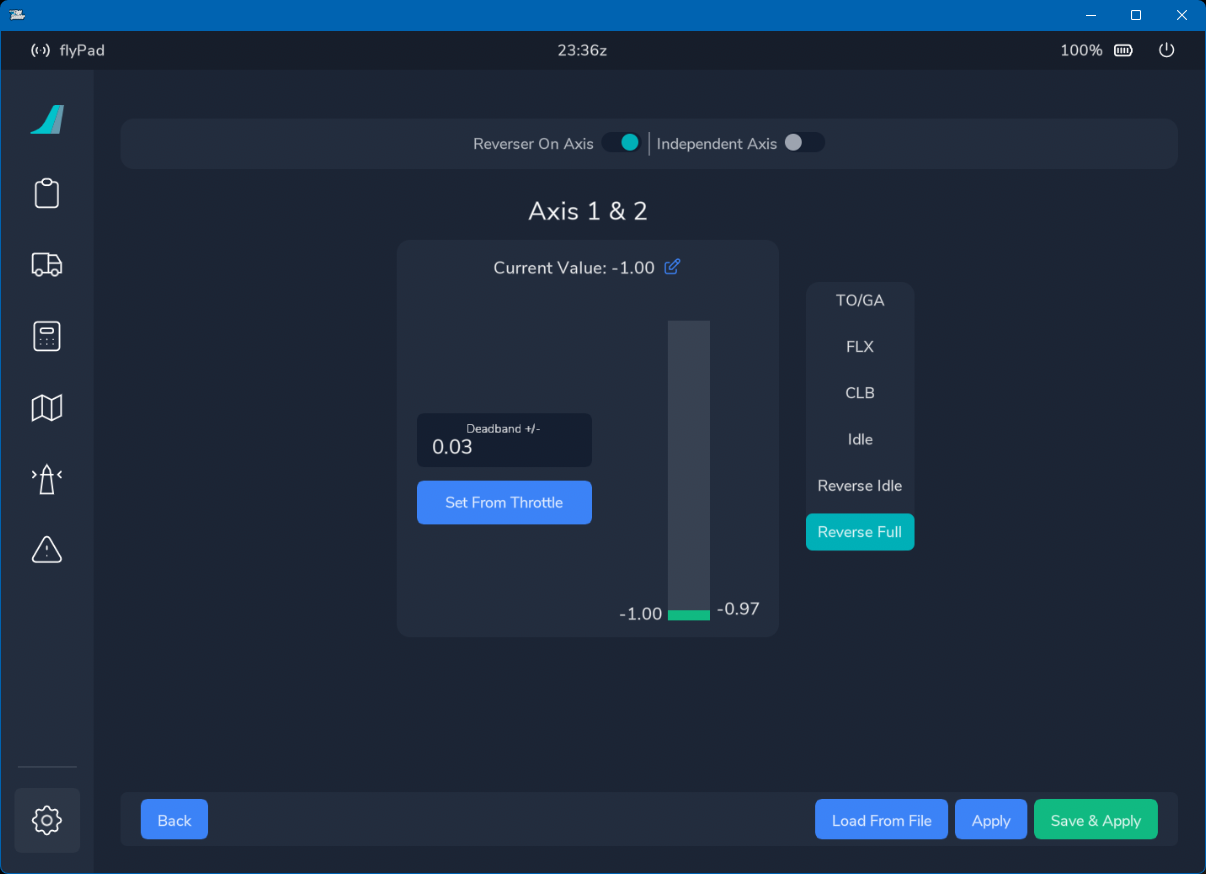 flyPad 23:36z 100%
Reverser On Axis Independent Axis
Axis 1 & 2
Current Value: -1.00
TO/GA
FLX
CLB
Idle
Reverse Idle
Reverse Full
Deadband +/-
0.03
Set From Throttle
-1.00 -0.97
Back Load From File Apply Save & Apply